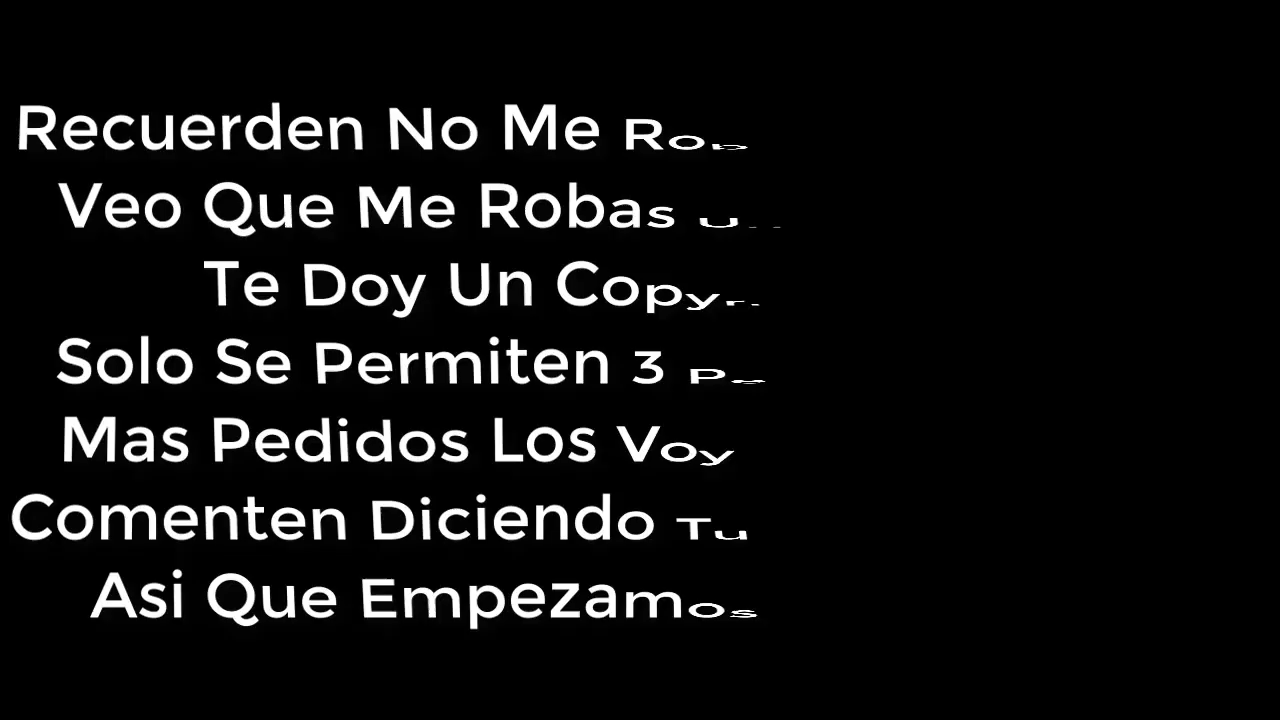 Recuerden No Me
Veo Que Me Robas
Te Doy Un
Solo Se Permiten 3
Mas Pedidos Los Voy
Comenten Diciendo Tu
Asi Que Empezamos